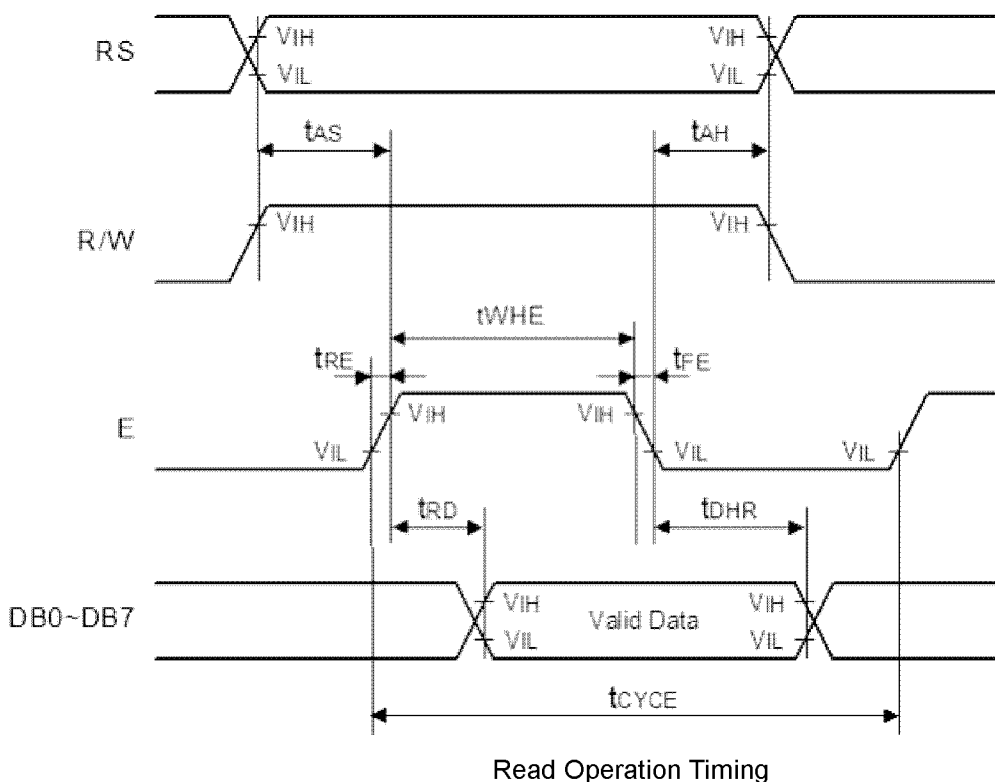 RS
VIH
VIH
VIL
VIL
tAS
tAH
R/W
VIH
VIH
tWHE
tRE
tFE
E
VIH
VIH
VIL
VIL
VIL
tRD
tDHR
DB0~DB7
VIH
Valid Data
VIH
VIL
VIL
tCYCE
Read Operation Timing